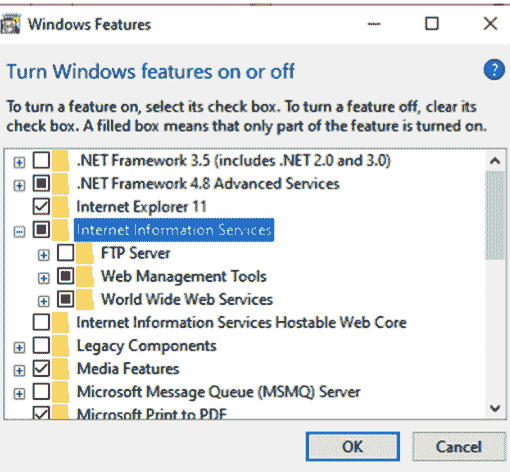 Windows Features
Turn Windows features on or off
To turn a feature on, select its check box. To turn a feature off, clear its
check box. A filled box means that only part of the feature is turned on.
.NET Framework 3.5 (includes .NET 2.0 and 3.0)
.NET Framework 4.8 Advanced Services
Internet Explorer 11
Internet Information Services
FTP Server
Web Management Tools
World Wide Web Services
Internet Information Services Hostable Web Core
Legacy Components
Media Features
Microsoft Message Queue (MSMQ) Server
Microsoft Print to PDF
OK Cancel